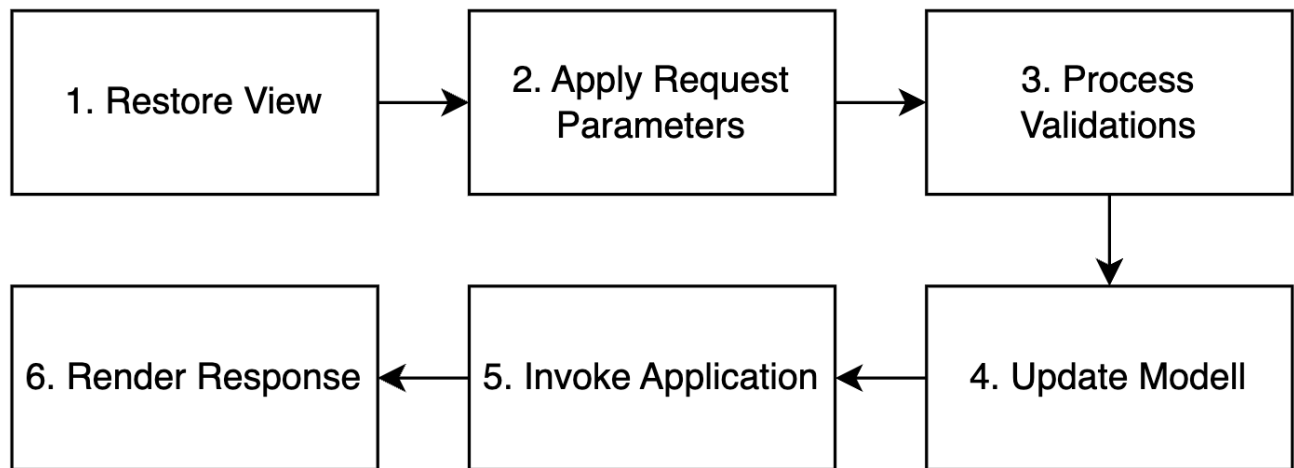 1. Restore View
2. Apply Request
Parameters
3. Process
Validations
6. Render Response
5. Invoke Application
4. Update Modell